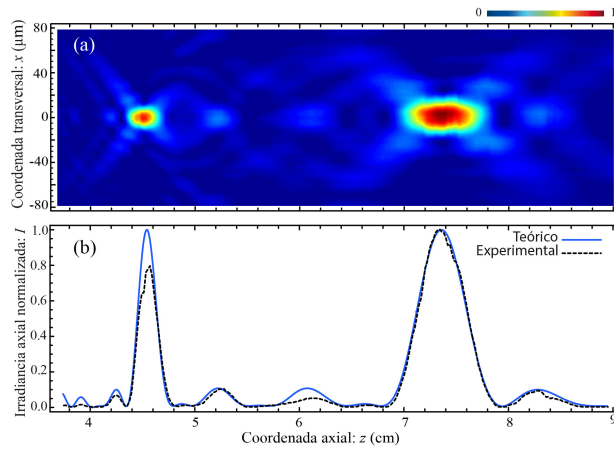 0 1
(a)
Coordenada transversal: x (µm)
80
40
0
-40
-80
(b)
Teórico
Experimental
Irradiancia axial normalizada: I
1.0
0.8
0.6
0.4
0.2
0.0
4 5 6 7 8 9
Coordenada axial: z (cm)